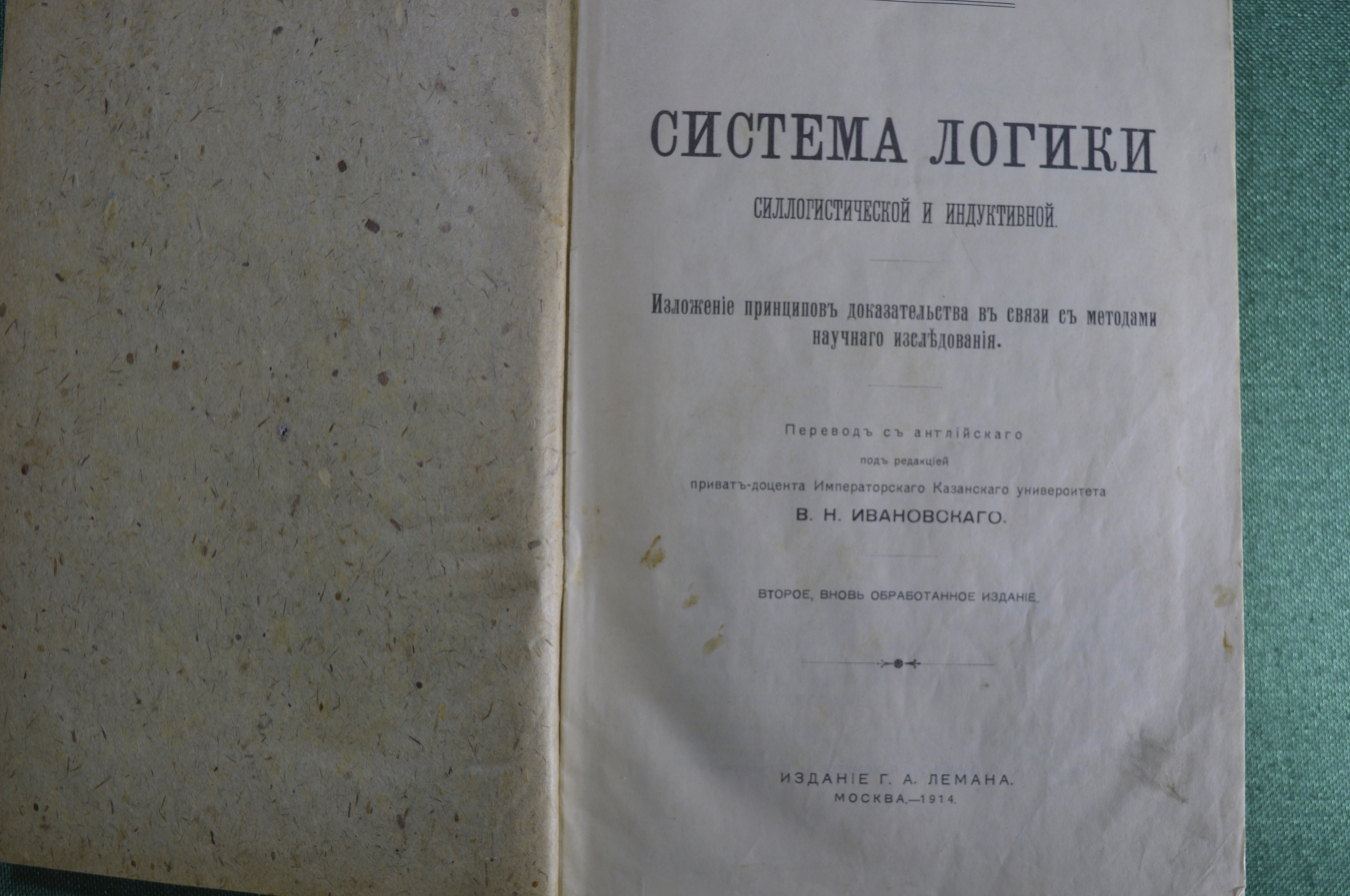 СИСТЕМА ЛОГИКИ
СИЛЛОГИСТИЧЕСКОЙ И ИНДУКТИВНОЙ.
Изложеніе принциповъ доказательства въ связи съ методами
научнаго изслѣдованія.
Переводъ съ англійскаго
подъ редакціей
приватъ-доцента Императорскаго Казанскаго университета
В. Н. ИВАНОВСКАГО.
ВТОРОЕ, ВНОВЬ ОБРАБОТАННОЕ ИЗДАНІЕ.
ИЗДАНІЕ Г. А. ЛЕМАНА.
МОСКВА.—1914.